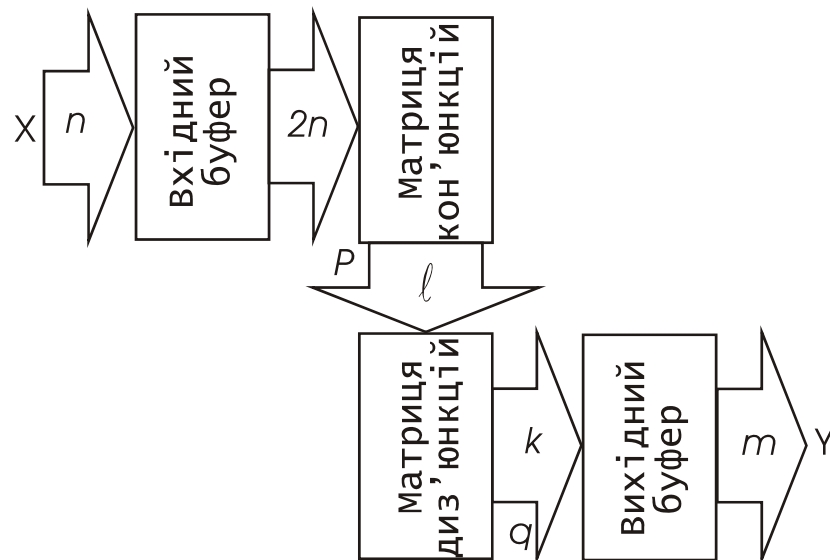 X
n
Вхідний
буфер
2n
Матриця
кон’юнкцій
P
ℓ
Матриця
диз’юнкцій
k
q
Вихідний
буфер
m
Y